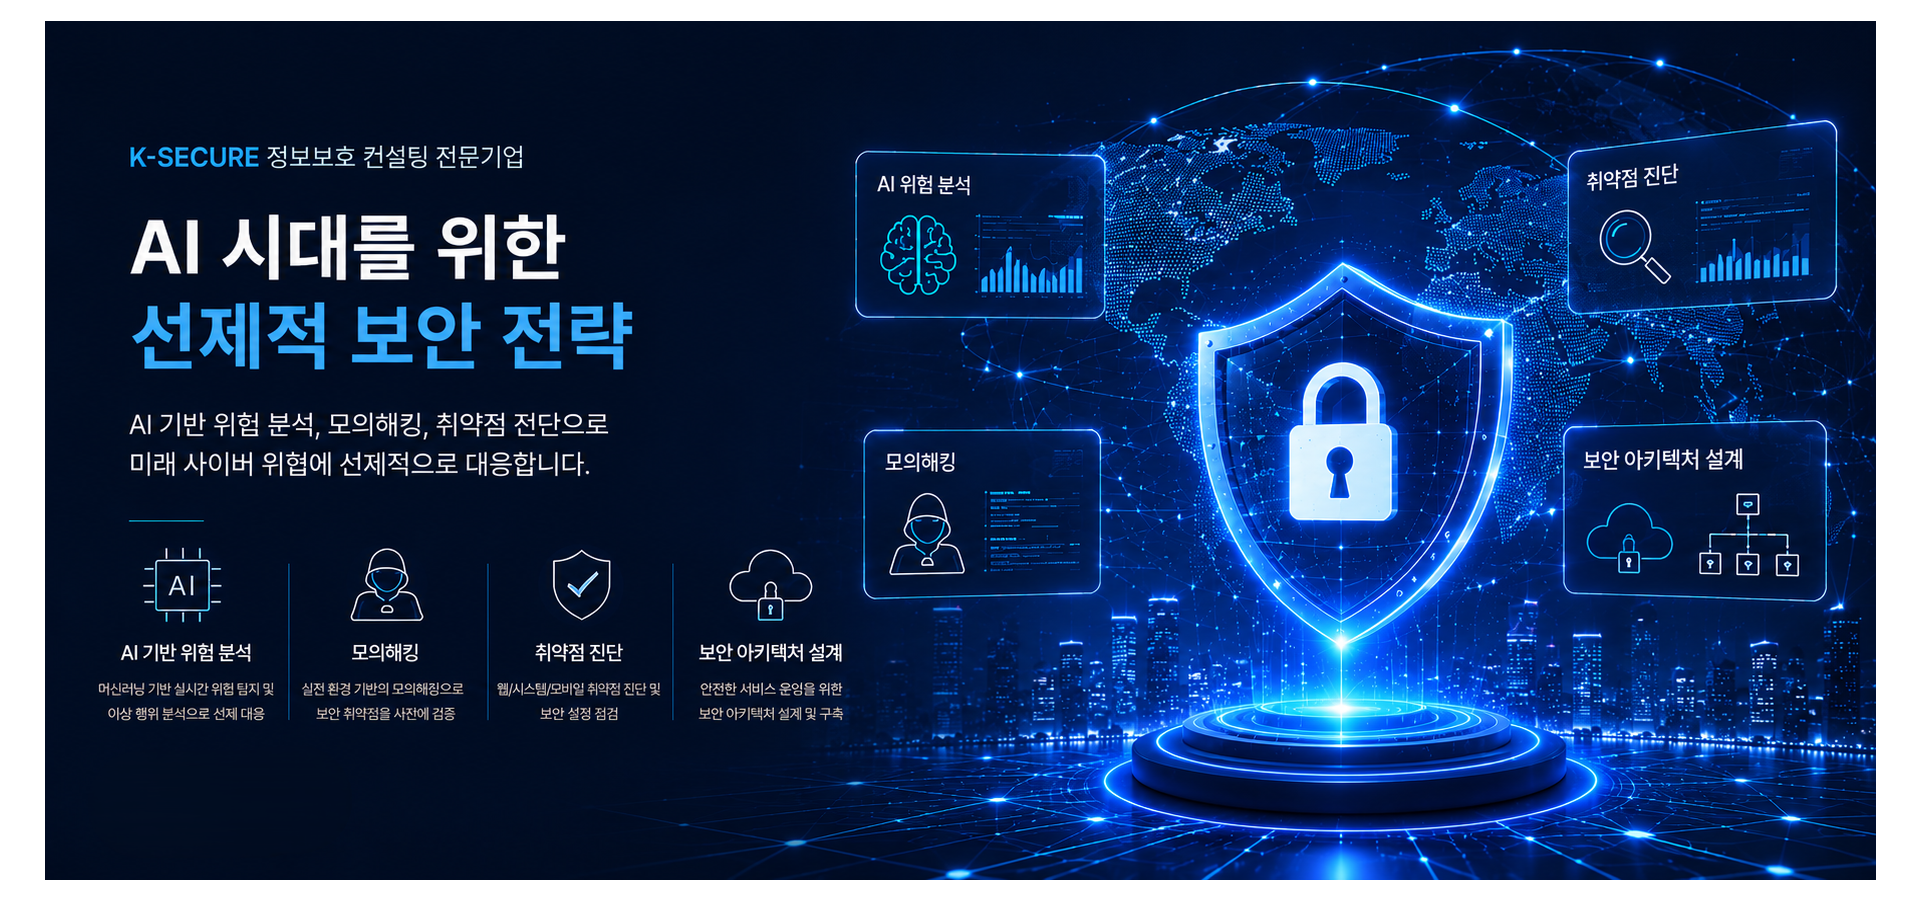 K-SECURE 정보보호 컨설팅 전문기업
AI 시대를 위한
선제적 보안 전략
AI 기반 위험 분석, 모의해킹, 취약점 전단으로
미래 사이버 위협에 선제적으로 대응합니다.
AI
AI 기반 위험 분석
머신러닝 기반 실시간 위험 탐지 및
이상 행위 분석으로 선제 대응
모의해킹
실전 환경 기반의 모의해킹으로
보안 취약점을 사전에 검증
취약점 진단
웹/시스템/모바일 취약점 진단 및
보안 설정 점검
보안 아키텍처 설계
안전한 서비스 운영을 위한
보안 아키텍처 설계 및 구축
AI 위험 분석
취약점 진단
모의해킹
보안 아키텍처 설계